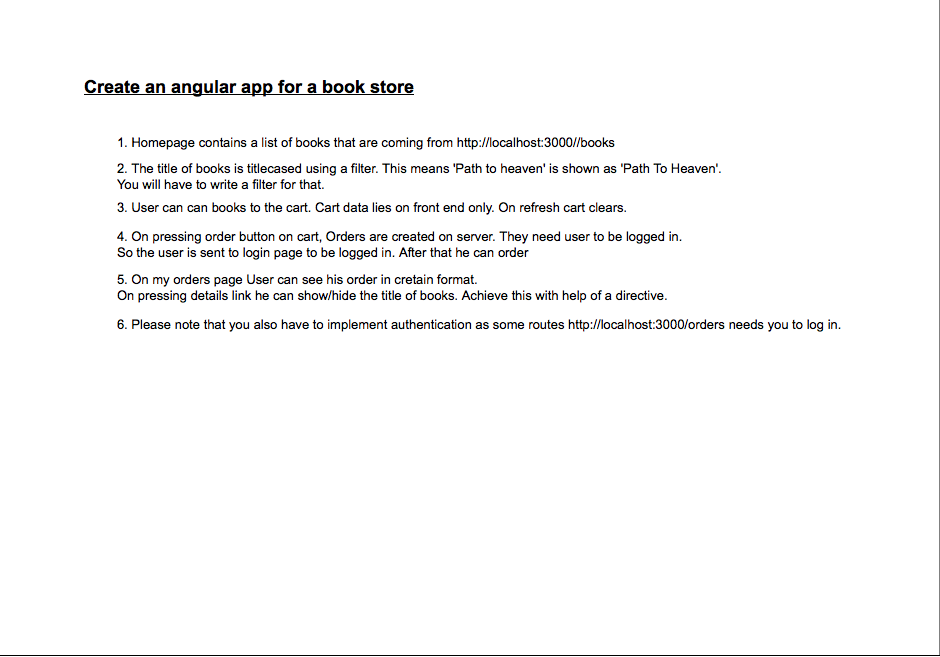 Create an angular app for a book store
1. Homepage contains a list of books that are coming from http://localhost:3000//books
2. The title of books is titlecased using a filter. This means 'Path to heaven' is shown as 'Path To Heaven'.
You will have to write a filter for that.
3. User can can books to the cart. Cart data lies on front end only. On refresh cart clears.
4. On pressing order button on cart, Orders are created on server. They need user to be logged in.
So the user is sent to login page to be logged in. After that he can order
5. On my orders page User can see his order in cretain format.
On pressing details link he can show/hide the title of books. Achieve this with help of a directive.
6. Please note that you also have to implement authentication as some routes http://localhost:3000/orders needs you to log in.